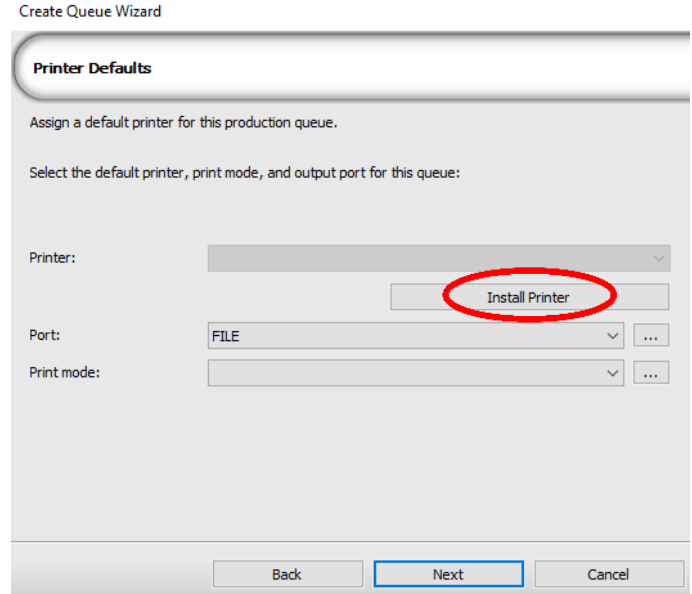 Create Queue Wizard
Printer Defaults
Assign a default printer for this production queue.
Select the default printer, print mode, and output port for this queue:
Printer:
Install Printer
Port: FILE ...
Print mode: ...
Back Next Cancel